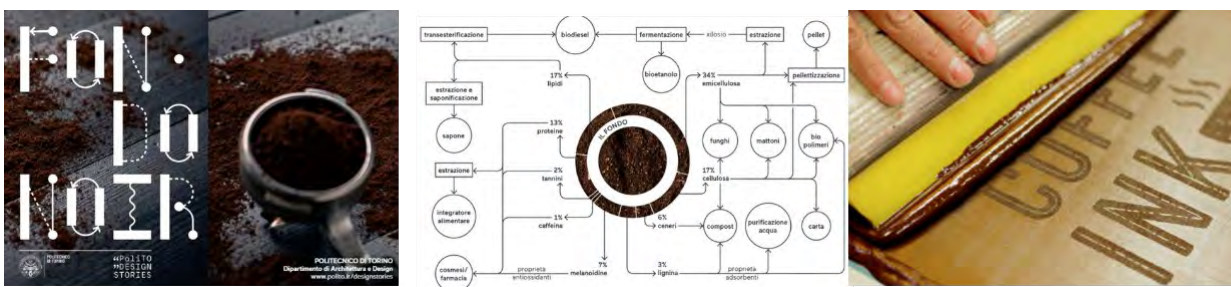 FON.
DO
NOIR
POLITECNICO
DI TORINO
“POLITO
”DESIGN
STORIES
POLITECNICO DI TORINO
Dipartimento di Architettura e Design
www.polito.it/designstories
transesterificazione
biodiesel
fermentazione
xilosio
estrazione
pellet
bioetanolo
pellettizzazione
17%
lipidi
34%
emicellulosa
estrazione e
saponificazione
sapone
13%
proteine
IL FONDO
funghi
mattoni
bio
polimeri
estrazione
2%
tannini
17%
cellulosa
integratore
alimentare
1%
caffeina
6%
ceneri
compost
purificazione
acqua
carta
cosmesi/
farmacia
proprietà
antiossidanti
7%
melanoidine
3%
lignina
proprietà
adsorbenti
COFFEE
INK